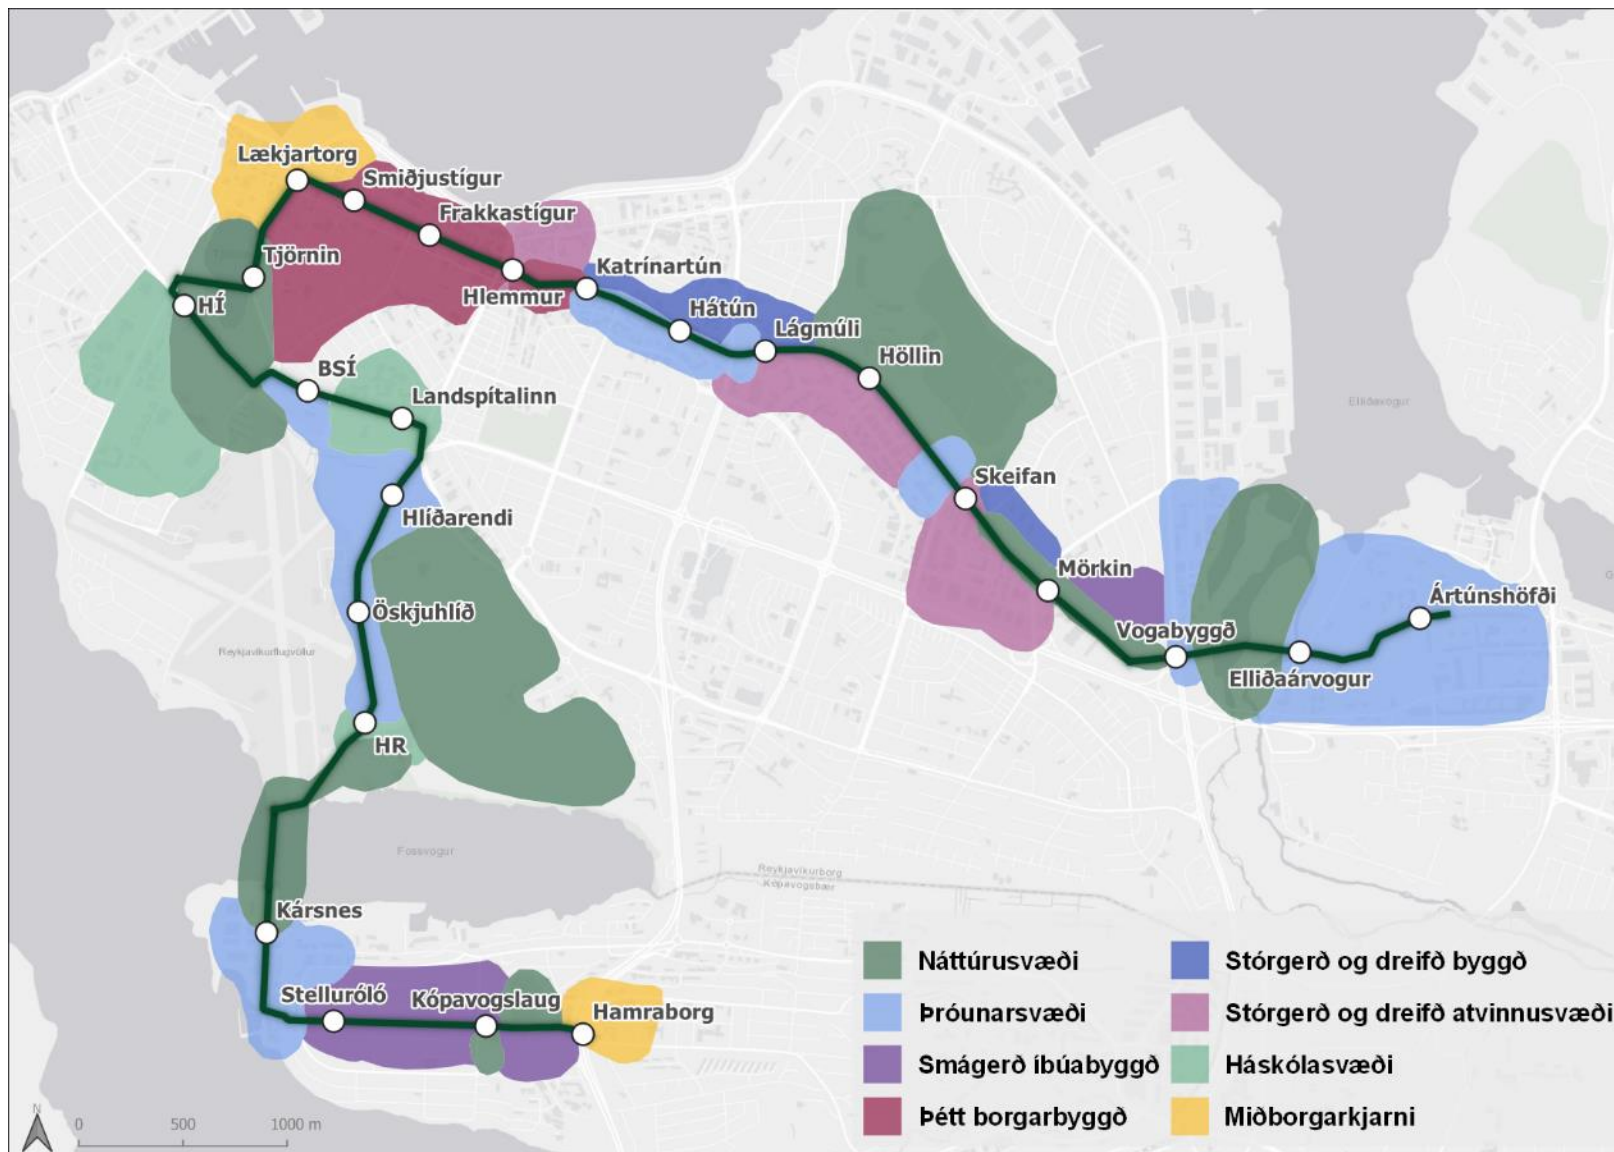 Lækjartorg
Smiðjustígur
Frakkastígur
Tjörnin
Katrínartún
HÍ
Hlemmur
Hátún
Lágmúli
Höllin
BSÍ
Landspítalinn
Elliðavogur
Skeifan
Hlíðarendi
Mörkin
Ártúnshöfði
Öskjuhlíð
Vogabyggð
Reykjavíkurflugvöllur
Elliðaárvogur
HR
Fossvogur
Reykjavíkurborg
Kópavogsbær
Kársnes
Stelluróló
Kópavogslaug
Hamraborg
Náttúrusvæði
Þróunarsvæði
Smágerð íbúabyggð
Þétt borgarbyggð
Stórgerð og dreifð byggð
Stórgerð og dreifð atvinnusvæði
Háskólasvæði
Miðborgarkjarni
N
0 500 1000 m